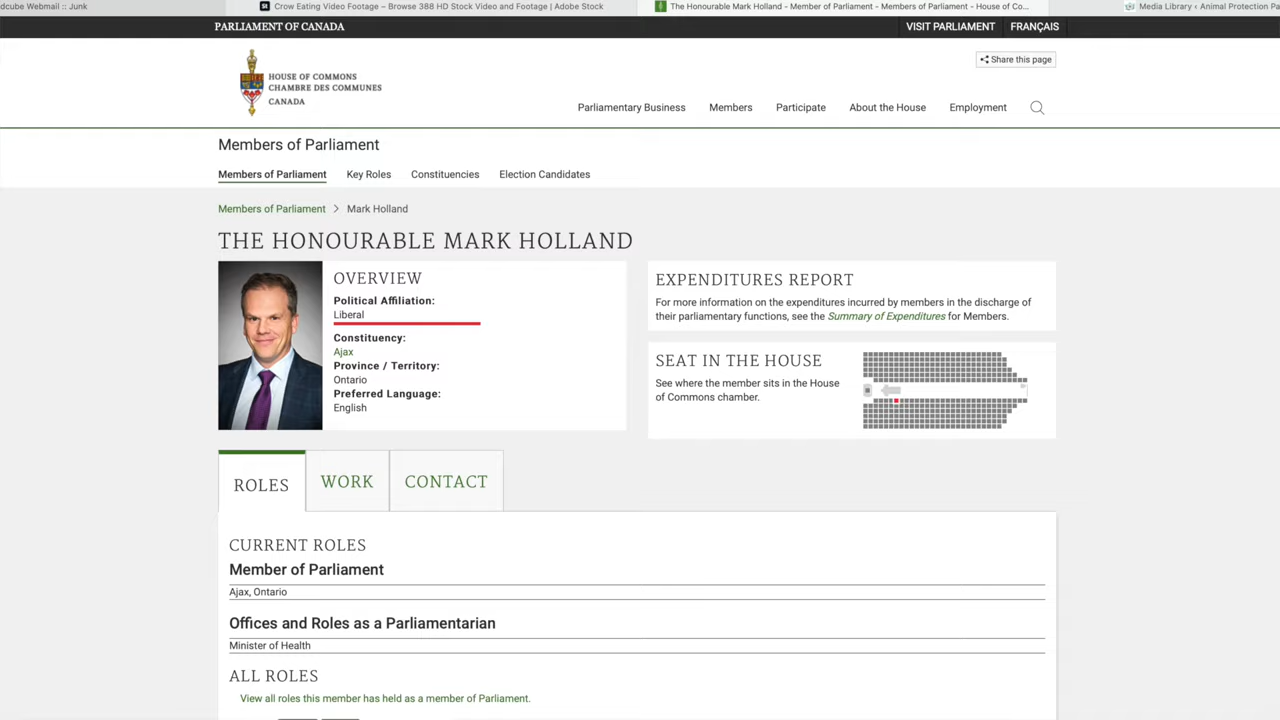 dcube Webmail :: Junk
Crow Eating Video Footage – Browse 388 HD Stock Video and Footage | Adobe Stock
The Honourable Mark Holland - Member of Parliament - Members of Parliament - House of Co...
Media Library ‹ Animal Protection Pa
PARLIAMENT OF CANADA
VISIT PARLIAMENT
FRANÇAIS
Share this page
HOUSE OF COMMONS
CHAMBRE DES COMMUNES
CANADA
Parliamentary Business
Members
Participate
About the House
Employment
Members of Parliament
Members of Parliament
Key Roles
Constituencies
Election Candidates
Members of Parliament > Mark Holland
THE HONOURABLE MARK HOLLAND
OVERVIEW
Political Affiliation:
Liberal
Constituency:
Ajax
Province / Territory:
Ontario
Preferred Language:
English
EXPENDITURES REPORT
For more information on the expenditures incurred by members in the discharge of
their parliamentary functions, see the Summary of Expenditures for Members.
SEAT IN THE HOUSE
See where the member sits in the House
of Commons chamber.
ROLES
WORK
CONTACT
CURRENT ROLES
Member of Parliament
Ajax, Ontario
Offices and Roles as a Parliamentarian
Minister of Health
ALL ROLES
View all roles this member has held as a member of Parliament.